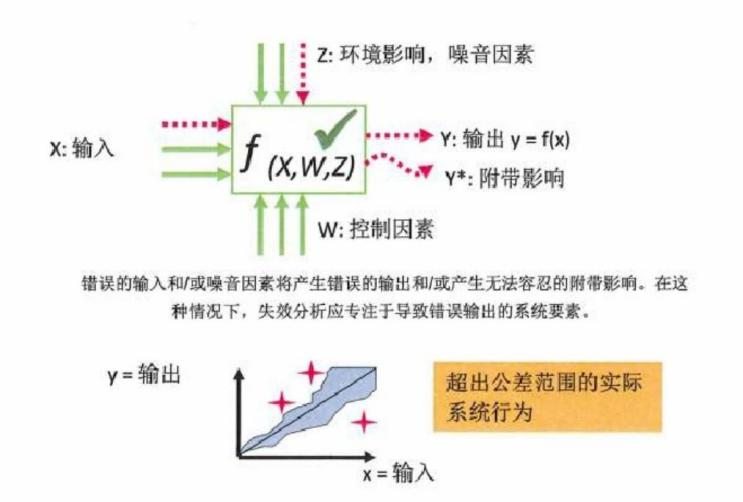 Z: 环境影响，噪音因素
X: 输入
f (X,W,Z)
Y: 输出 y = f(x)
Y*: 附带影响
W: 控制因素
错误的输入和/或噪音因素将产生错误的输出和/或产生无法容忍的附带影响。在这
种情况下，失效分析应专注于导致错误输出的系统要素。
y = 输出
超出公差范围的实际
系统行为
x = 输入